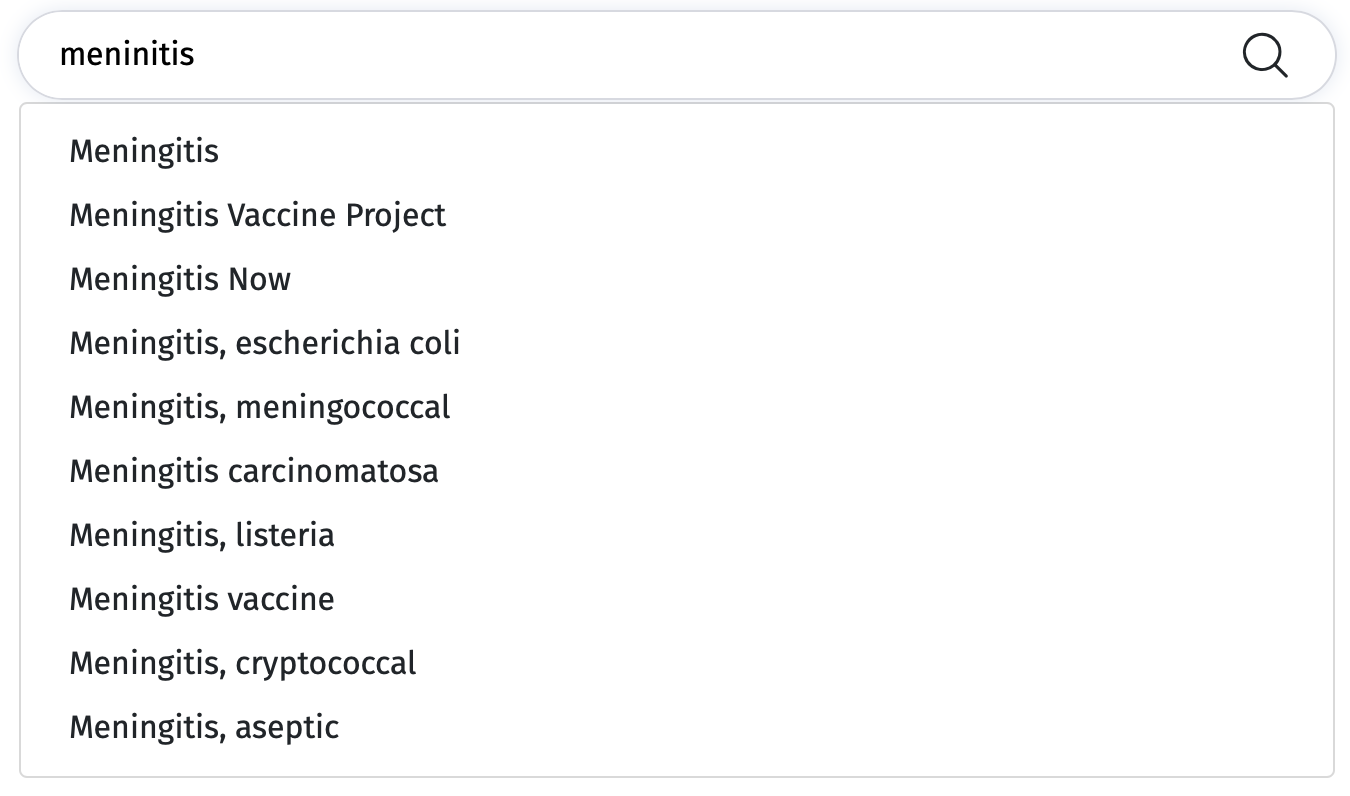 meninitis
Meningitis
Meningitis Vaccine Project
Meningitis Now
Meningitis, escherichia coli
Meningitis, meningococcal
Meningitis carcinomatosa
Meningitis, listeria
Meningitis vaccine
Meningitis, cryptococcal
Meningitis, aseptic